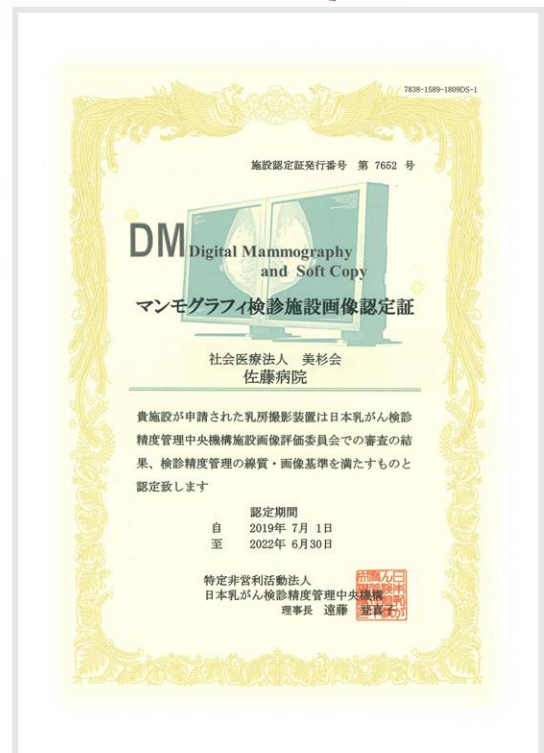 7838-1589-1809DS-1
施設認定証発行番号 第 7652 号
DM Digital Mammography
and Soft Copy
マンモグラフィ検診施設画像認定証
社会医療法人 美杉会
佐藤病院
貴施設が申請された乳房撮影装置は日本乳がん検診
精度管理中央機構施設画像評価委員会での審査の結
果、検診精度管理の線質・画像基準を満たすものと
認定致します
認定期間
自 2019年 7月 1日
至 2022年 6月30日
特定非営利活動法人
日本乳がん検診精度管理中央機構
理事長 遠藤 登喜子